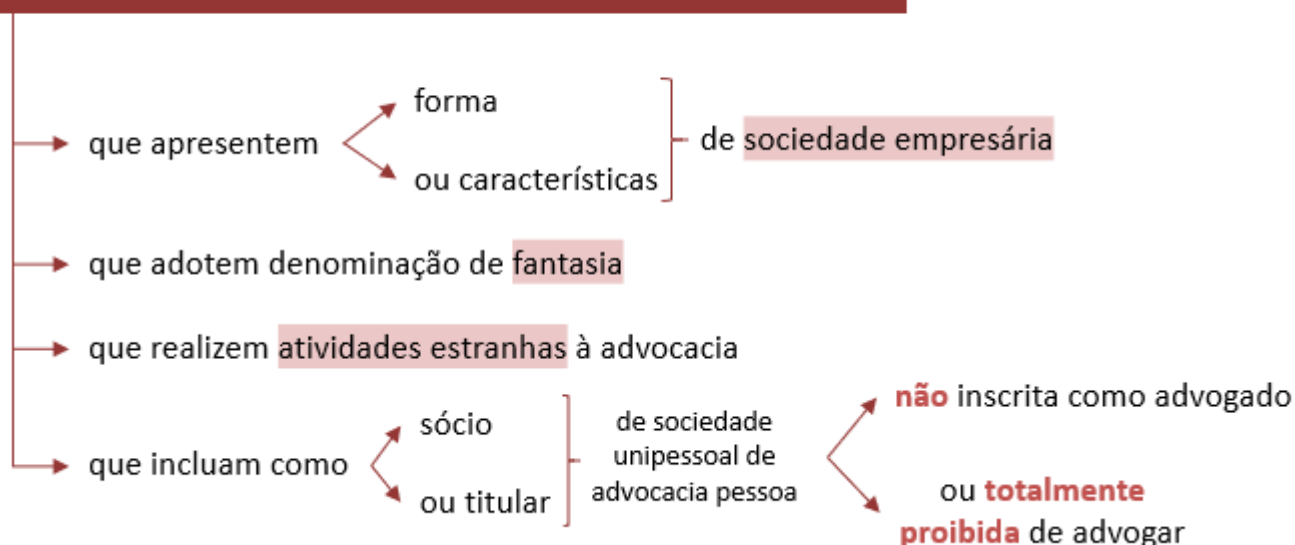 que apresentem
forma
ou características
de sociedade empresária
que adotem denominação de fantasia
que realizem atividades estranhas à advocacia
que incluam como
sócio
ou titular
de sociedade
unipessoal de
advocacia pessoa
não inscrita como advogado
ou totalmente
proibida de advogar